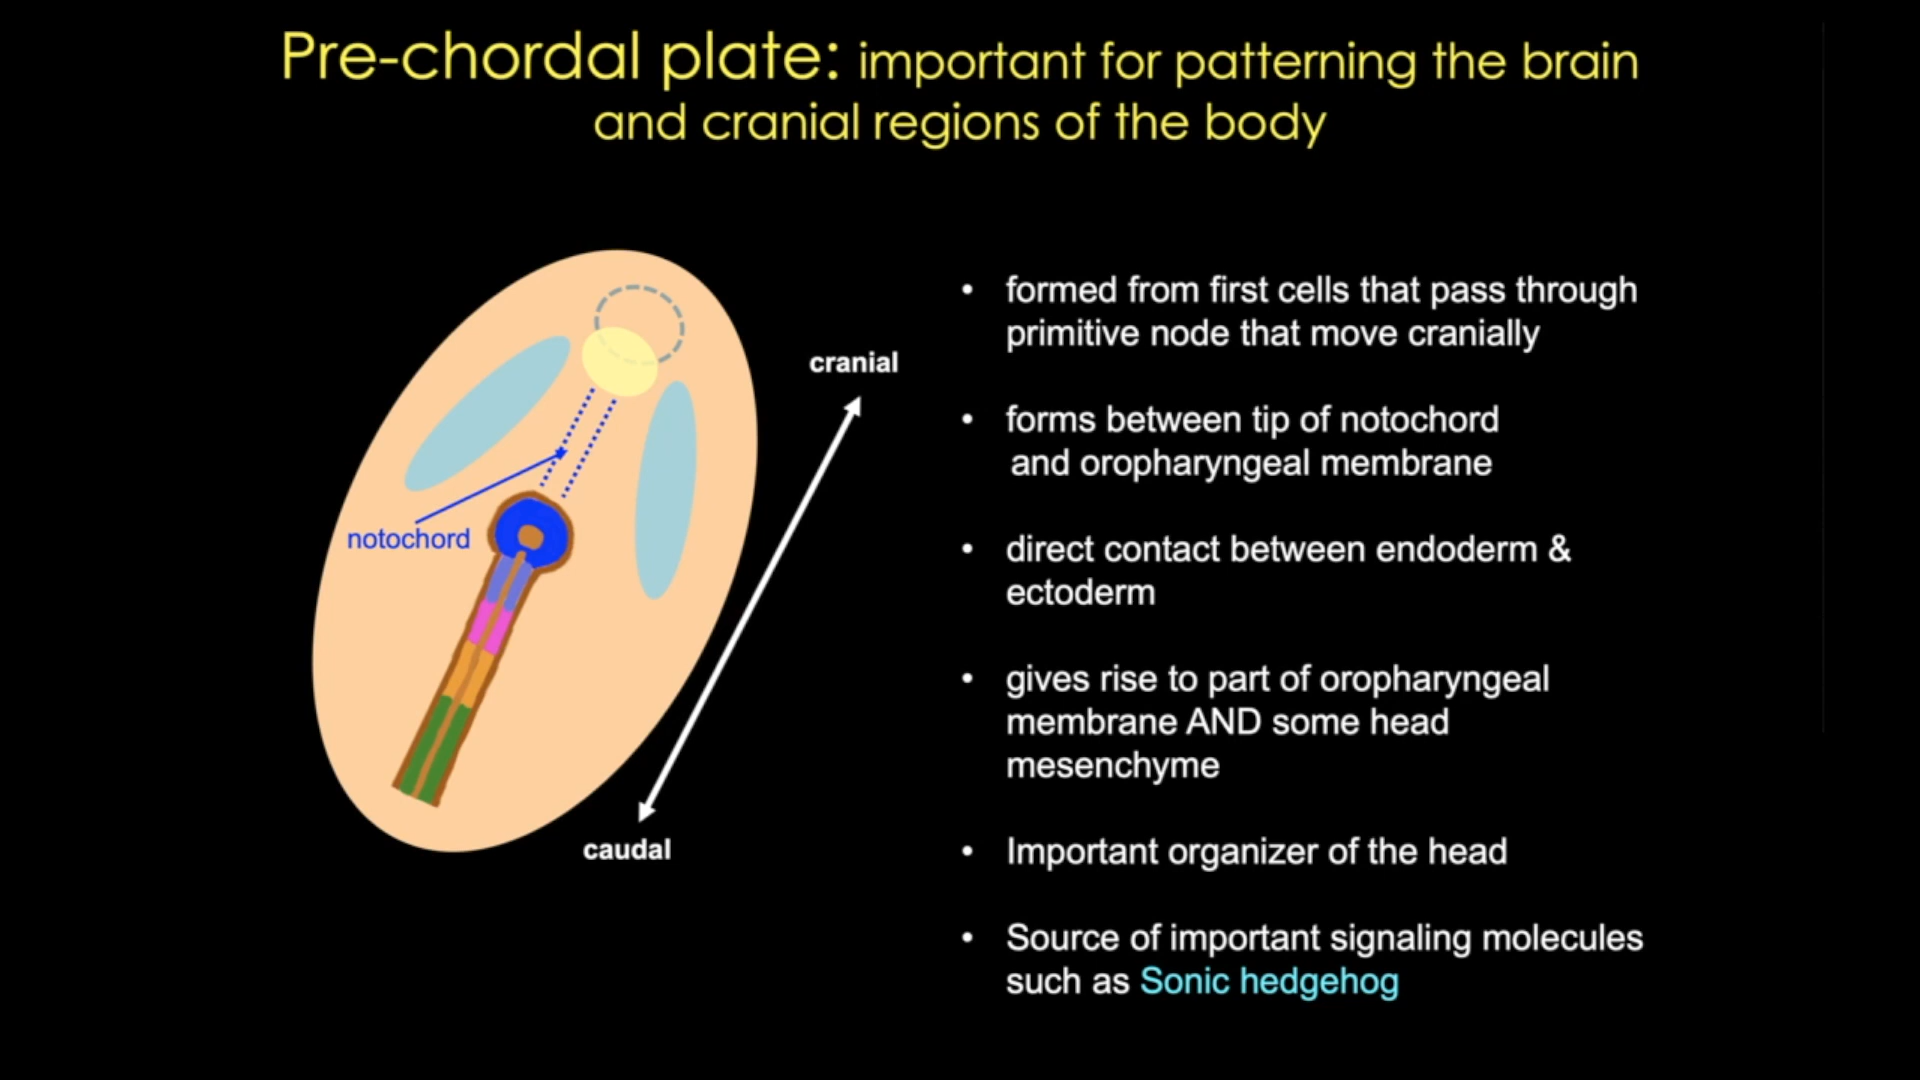 Pre-chordal plate: important for patterning the brain
and cranial regions of the body
cranial
notochord
caudal
• formed from first cells that pass through
primitive node that move cranially
• forms between tip of notochord
and oropharyngeal membrane
• direct contact between endoderm &
ectoderm
• gives rise to part of oropharyngeal
membrane AND some head
mesenchyme
• Important organizer of the head
• Source of important signaling molecules
such as Sonic hedgehog